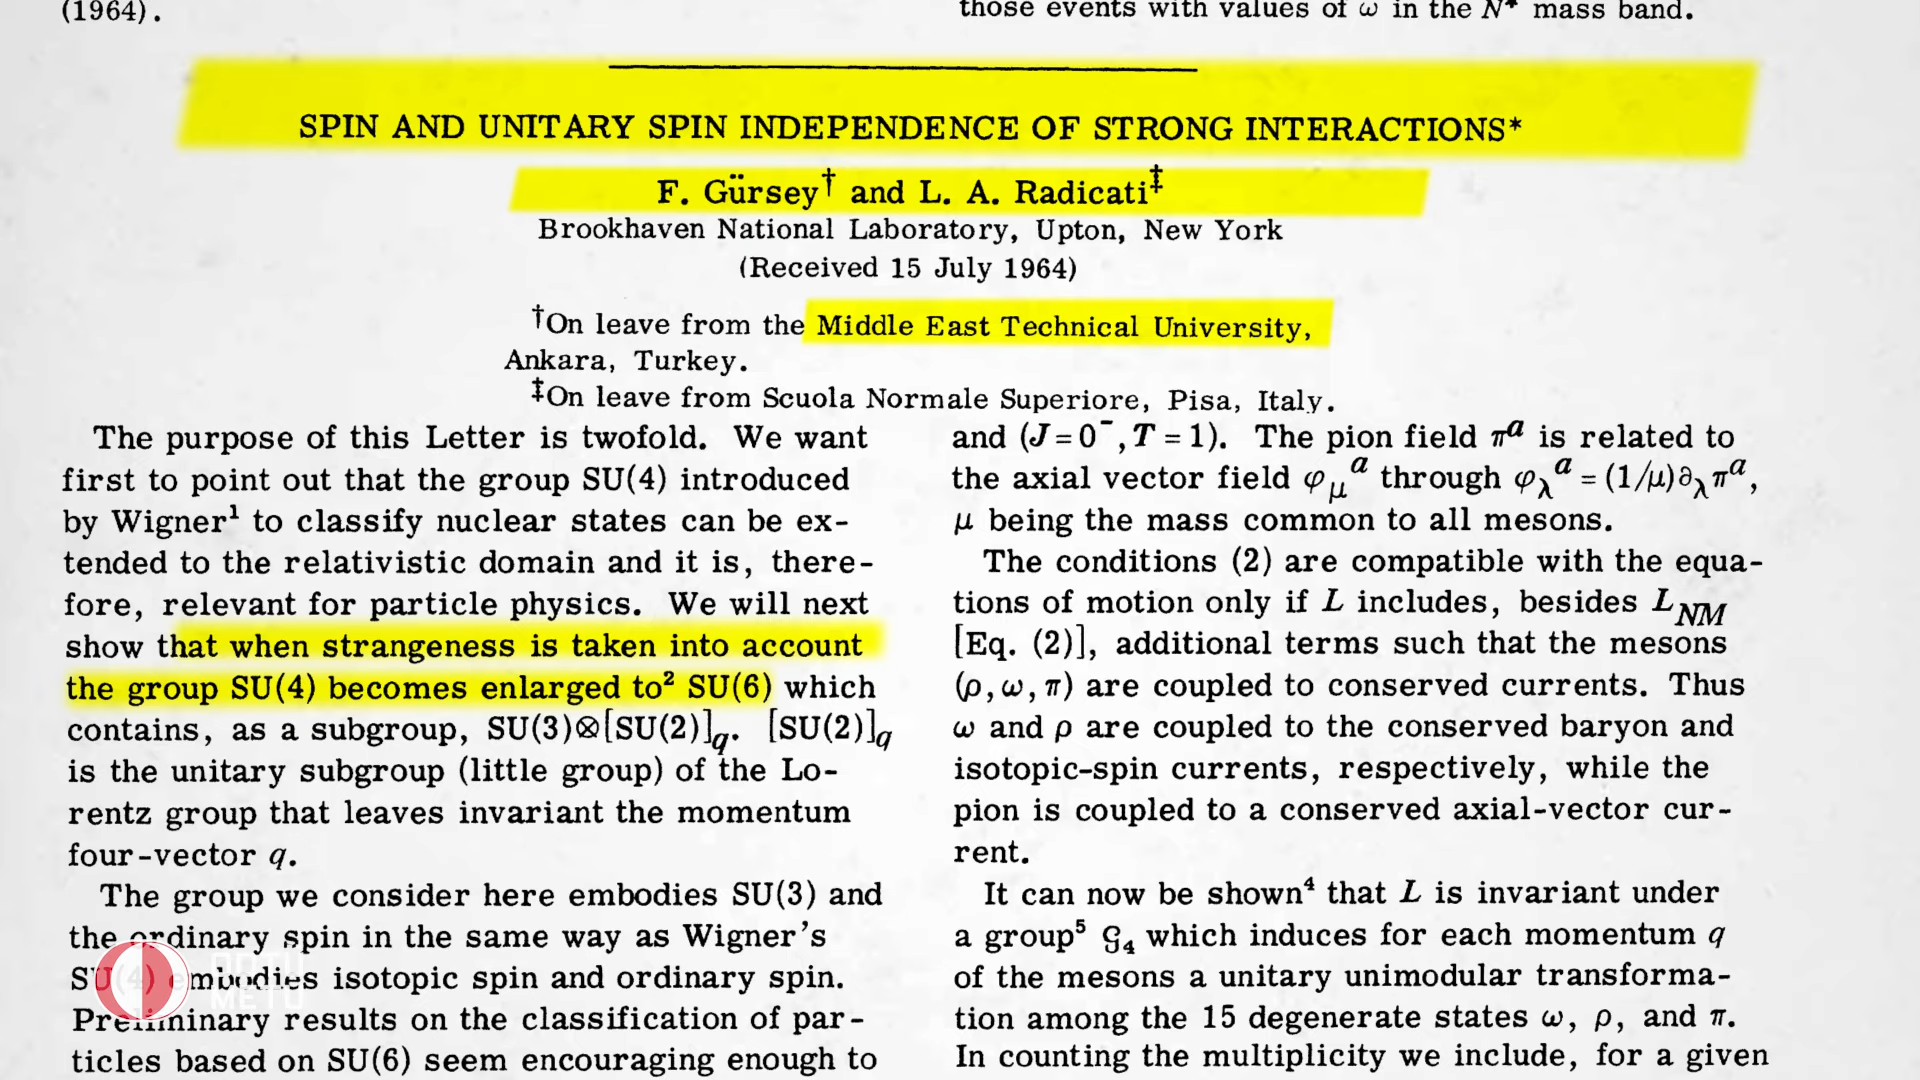 (1964).
those events with values of ω in the N* mass band.
SPIN AND UNITARY SPIN INDEPENDENCE OF STRONG INTERACTIONS*
F. Gürsey† and L. A. Radicati‡
Brookhaven National Laboratory, Upton, New York
(Received 15 July 1964)
†On leave from the Middle East Technical University,
Ankara, Turkey.
‡On leave from Scuola Normale Superiore, Pisa, Italy.
The purpose of this Letter is twofold. We want
first to point out that the group SU(4) introduced
by Wigner¹ to classify nuclear states can be ex-
tended to the relativistic domain and it is, there-
fore, relevant for particle physics. We will next
show that when strangeness is taken into account
the group SU(4) becomes enlarged to² SU(6) which
contains, as a subgroup, SU(3)⊗[SU(2)]q. [SU(2)]q
is the unitary subgroup (little group) of the Lo-
rentz group that leaves invariant the momentum
four-vector q.
The group we consider here embodies SU(3) and
the ordinary spin in the same way as Wigner's
SU(4) embodies isotopic spin and ordinary spin.
Preliminary results on the classification of par-
ticles based on SU(6) seem encouraging enough to
and (J=0⁻, T=1). The pion field πᵃ is related to
the axial vector field φμᵃ through φλᵃ = (1/μ)∂λπᵃ,
μ being the mass common to all mesons.
The conditions (2) are compatible with the equa-
tions of motion only if L includes, besides L_NM
[Eq. (2)], additional terms such that the mesons
(ρ, ω, π) are coupled to conserved currents. Thus
ω and ρ are coupled to the conserved baryon and
isotopic-spin currents, respectively, while the
pion is coupled to a conserved axial-vector cur-
rent.
It can now be shown⁴ that L is invariant under
a group⁵ G₄ which induces for each momentum q
of the mesons a unitary unimodular transforma-
tion among the 15 degenerate states ω, ρ, and π.
In counting the multiplicity we include, for a given
ODTÜ
METU